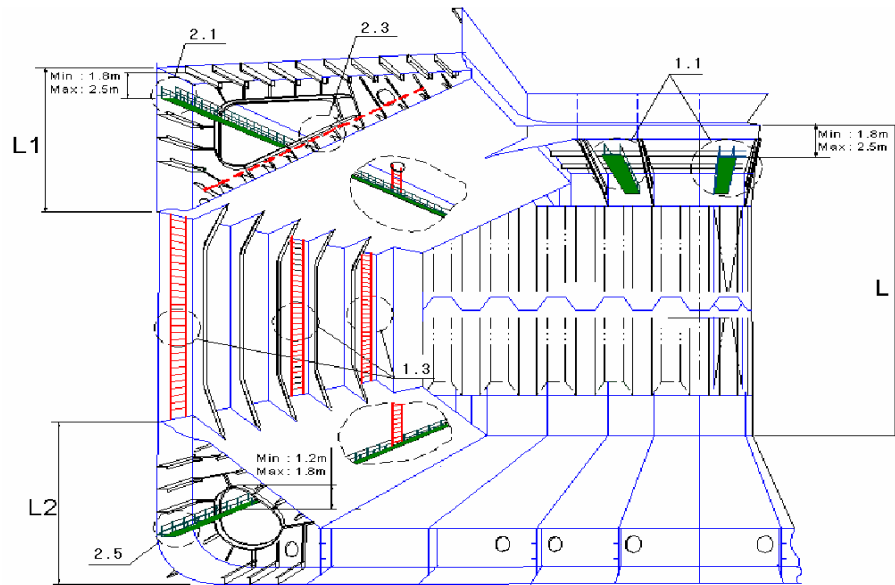 2.1
2.3
Min : 1.8m
Max: 2.5m
1.1
Min : 1.8m
Max: 2.5m
L1
L
1.3
Min : 1.2m
Max: 1.8m
L2
2.5